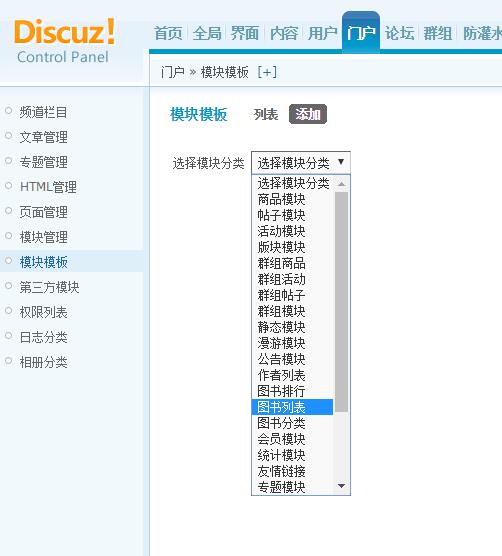 Discuz!
Control Panel
首页 全局 界面 内容 用户 门户 论坛 群组 防灌水
门户 » 模块模板 [+]
频道栏目
文章管理
专题管理
HTML管理
页面管理
模块管理
模块模板
第三方模块
权限列表
日志分类
相册分类
模块模板 列表 添加
选择模块分类 选择模块分类
选择模块分类
商品模块
帖子模块
活动模块
版块模块
群组商品
群组活动
群组帖子
群组模块
静态模块
漫游模块
公告模块
作者列表
图书排行
图书列表
图书分类
会员模块
统计模块
友情链接
专题模块